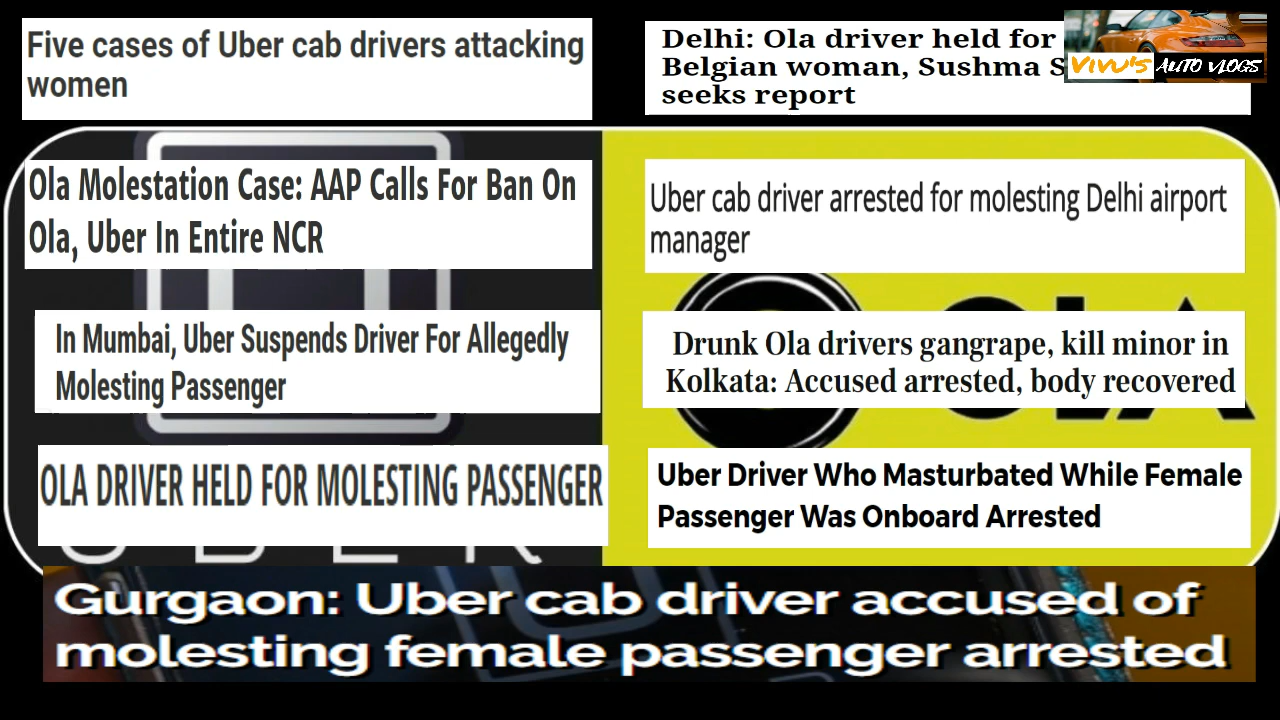 Five cases of Uber cab drivers attacking
women
Delhi: Ola driver held for
Belgian woman, Sushma S
seeks report
VIVU'S AUTO VLOGS
Ola Molestation Case: AAP Calls For Ban On
Ola, Uber In Entire NCR
Uber cab driver arrested for molesting Delhi airport
manager
In Mumbai, Uber Suspends Driver For Allegedly
Molesting Passenger
Drunk Ola drivers gangrape, kill minor in
Kolkata: Accused arrested, body recovered
OLA
OLA DRIVER HELD FOR MOLESTING PASSENGER
Uber Driver Who Masturbated While Female
Passenger Was Onboard Arrested
UBER
Gurgaon: Uber cab driver accused of
molesting female passenger arrested